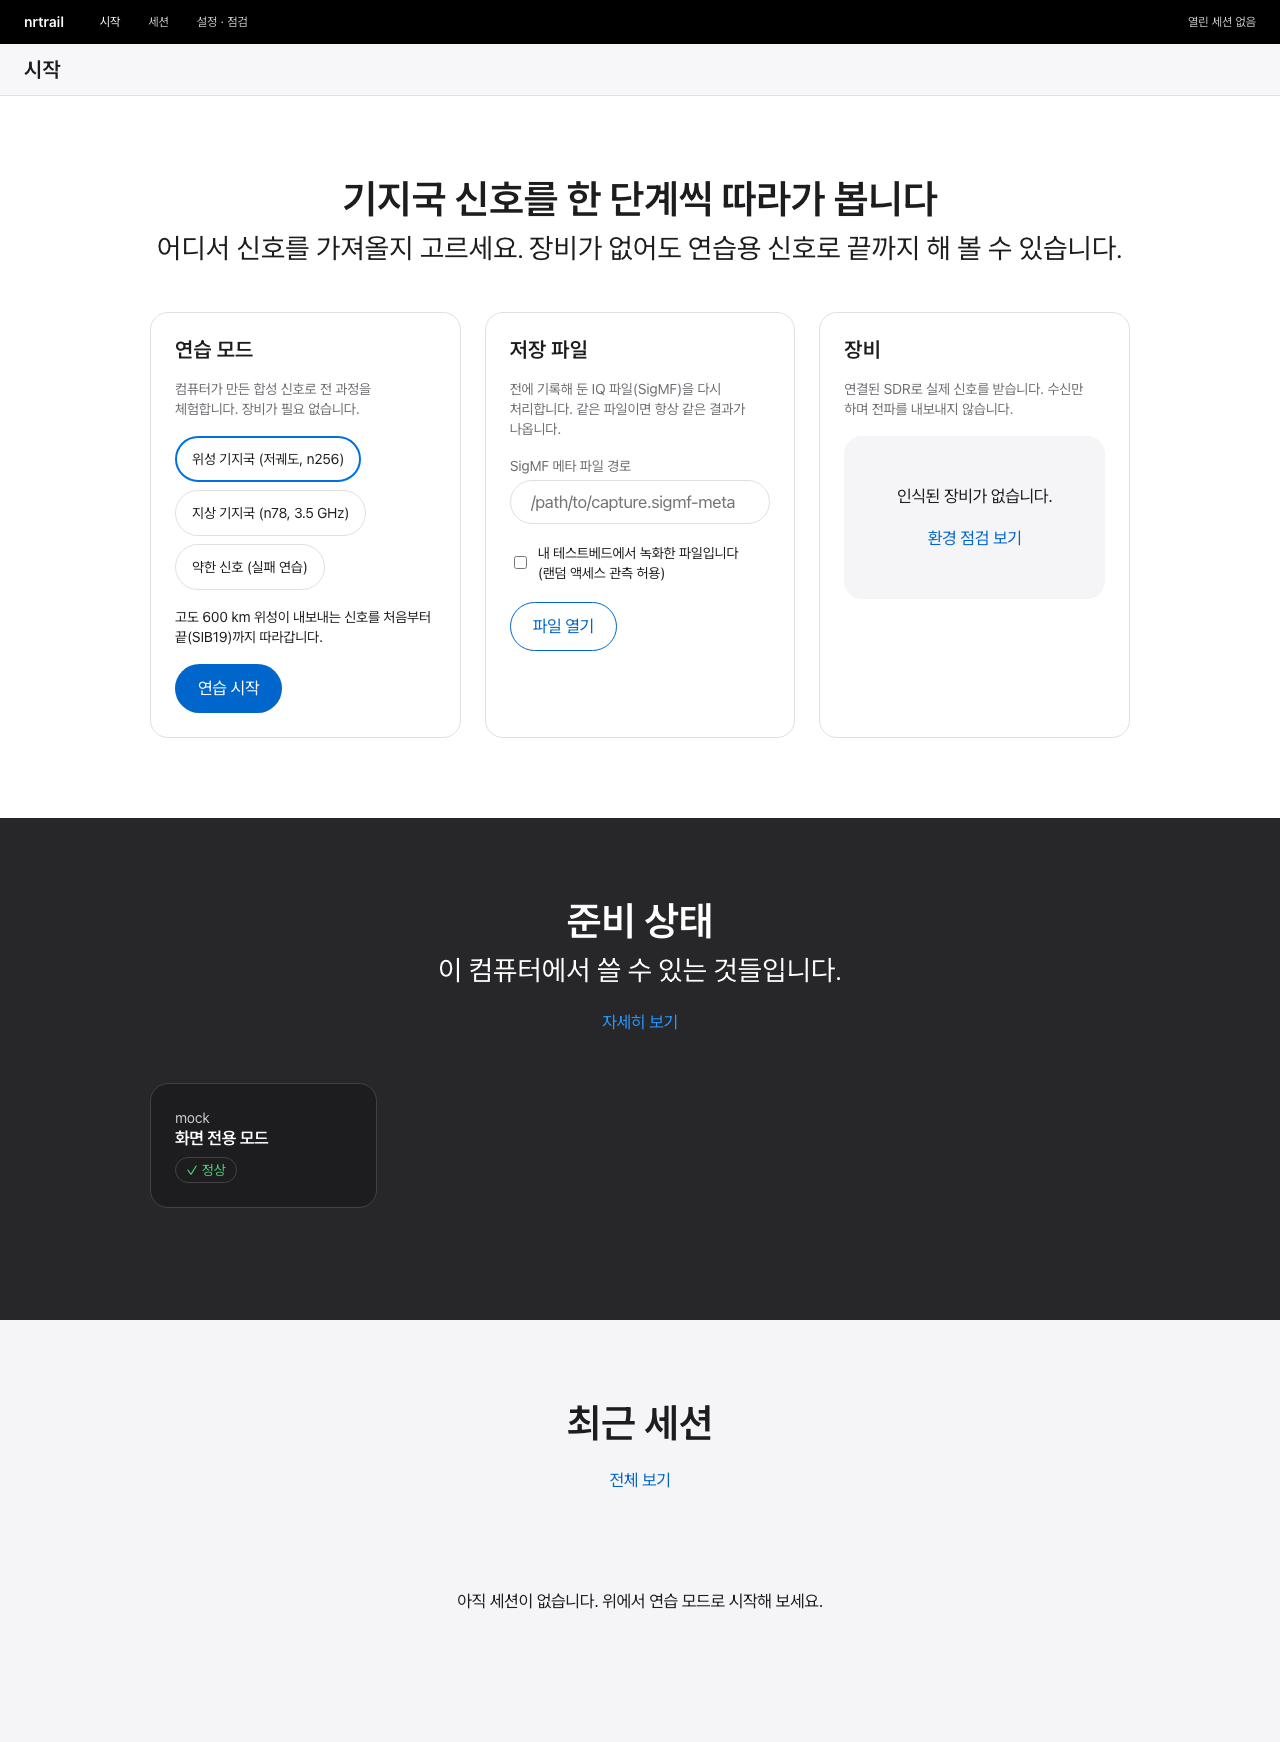 nrtrail
시작
세션
설정 · 점검
열린 세션 없음
시작
기지국 신호를 한 단계씩 따라가 봅니다
어디서 신호를 가져올지 고르세요. 장비가 없어도 연습용 신호로 끝까지 해 볼 수 있습니다.
연습 모드
컴퓨터가 만든 합성 신호로 전 과정을
체험합니다. 장비가 필요 없습니다.
위성 기지국 (저궤도, n256)
지상 기지국 (n78, 3.5 GHz)
약한 신호 (실패 연습)
고도 600 km 위성이 내보내는 신호를 처음부터
끝(SIB19)까지 따라갑니다.
연습 시작
저장 파일
전에 기록해 둔 IQ 파일(SigMF)을 다시
처리합니다. 같은 파일이면 항상 같은 결과가
나옵니다.
SigMF 메타 파일 경로
/path/to/capture.sigmf-meta
내 테스트베드에서 녹화한 파일입니다
(랜덤 액세스 관측 허용)
파일 열기
장비
연결된 SDR로 실제 신호를 받습니다. 수신만
하며 전파를 내보내지 않습니다.
인식된 장비가 없습니다.
환경 점검 보기
준비 상태
이 컴퓨터에서 쓸 수 있는 것들입니다.
자세히 보기
mock
화면 전용 모드
✓ 정상
최근 세션
전체 보기
아직 세션이 없습니다. 위에서 연습 모드로 시작해 보세요.